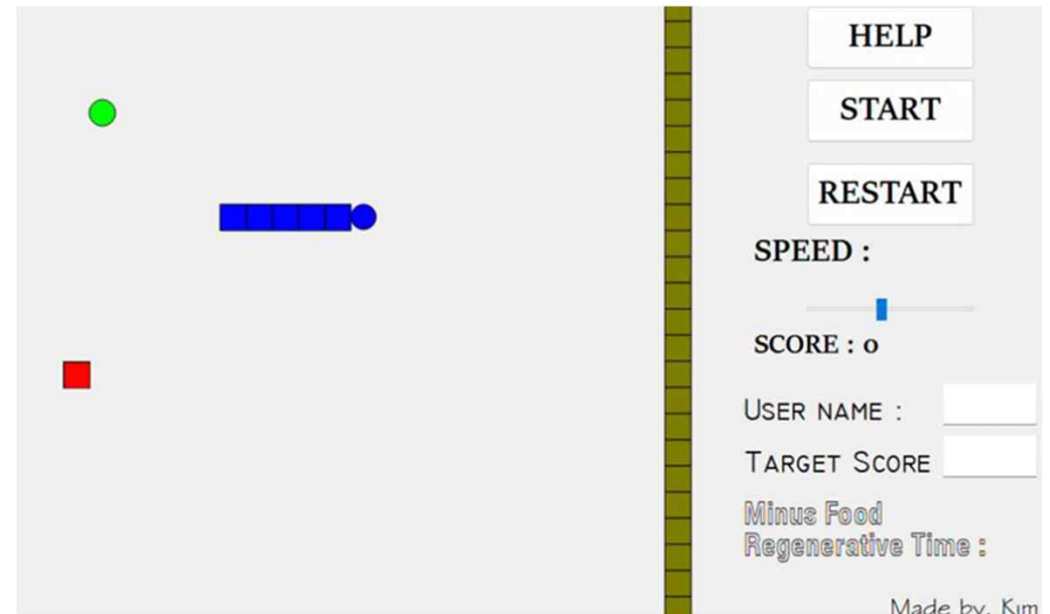 HELP
START
RESTART
SPEED :
SCORE : 0
USER NAME :
TARGET SCORE
Minus Food
Regenerative Time :
Made by. Kim